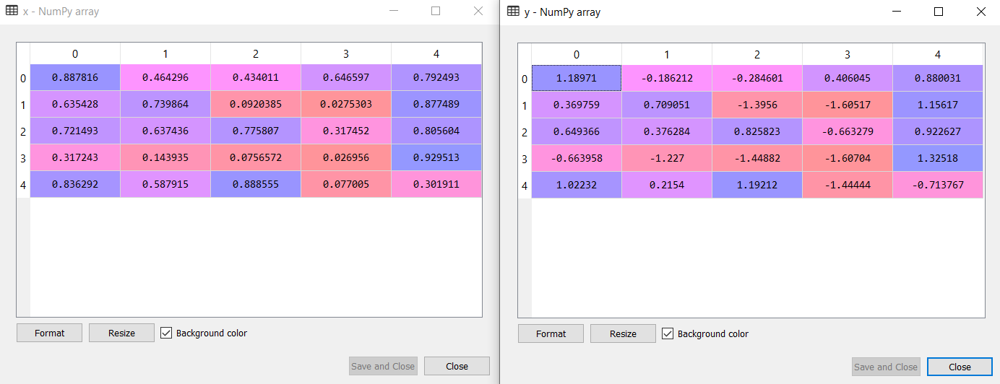 x - NumPy array
0 1 2 3 4
0 0.887816 0.464296 0.434011 0.646597 0.792493
1 0.635428 0.739864 0.0920385 0.0275303 0.877489
2 0.721493 0.637436 0.775807 0.317452 0.805604
3 0.317243 0.143935 0.0756572 0.026956 0.929513
4 0.836292 0.587915 0.888555 0.077005 0.301911
Format Resize Background color
Save and Close Close
y - NumPy array
0 1 2 3 4
0 1.18971 -0.186212 -0.284601 0.406045 0.880031
1 0.369759 0.709051 -1.3956 -1.60517 1.15617
2 0.649366 0.376284 0.825823 -0.663279 0.922627
3 -0.663958 -1.227 -1.44882 -1.60704 1.32518
4 1.02232 0.2154 1.19212 -1.44444 -0.713767
Format Resize Background color
Save and Close Close